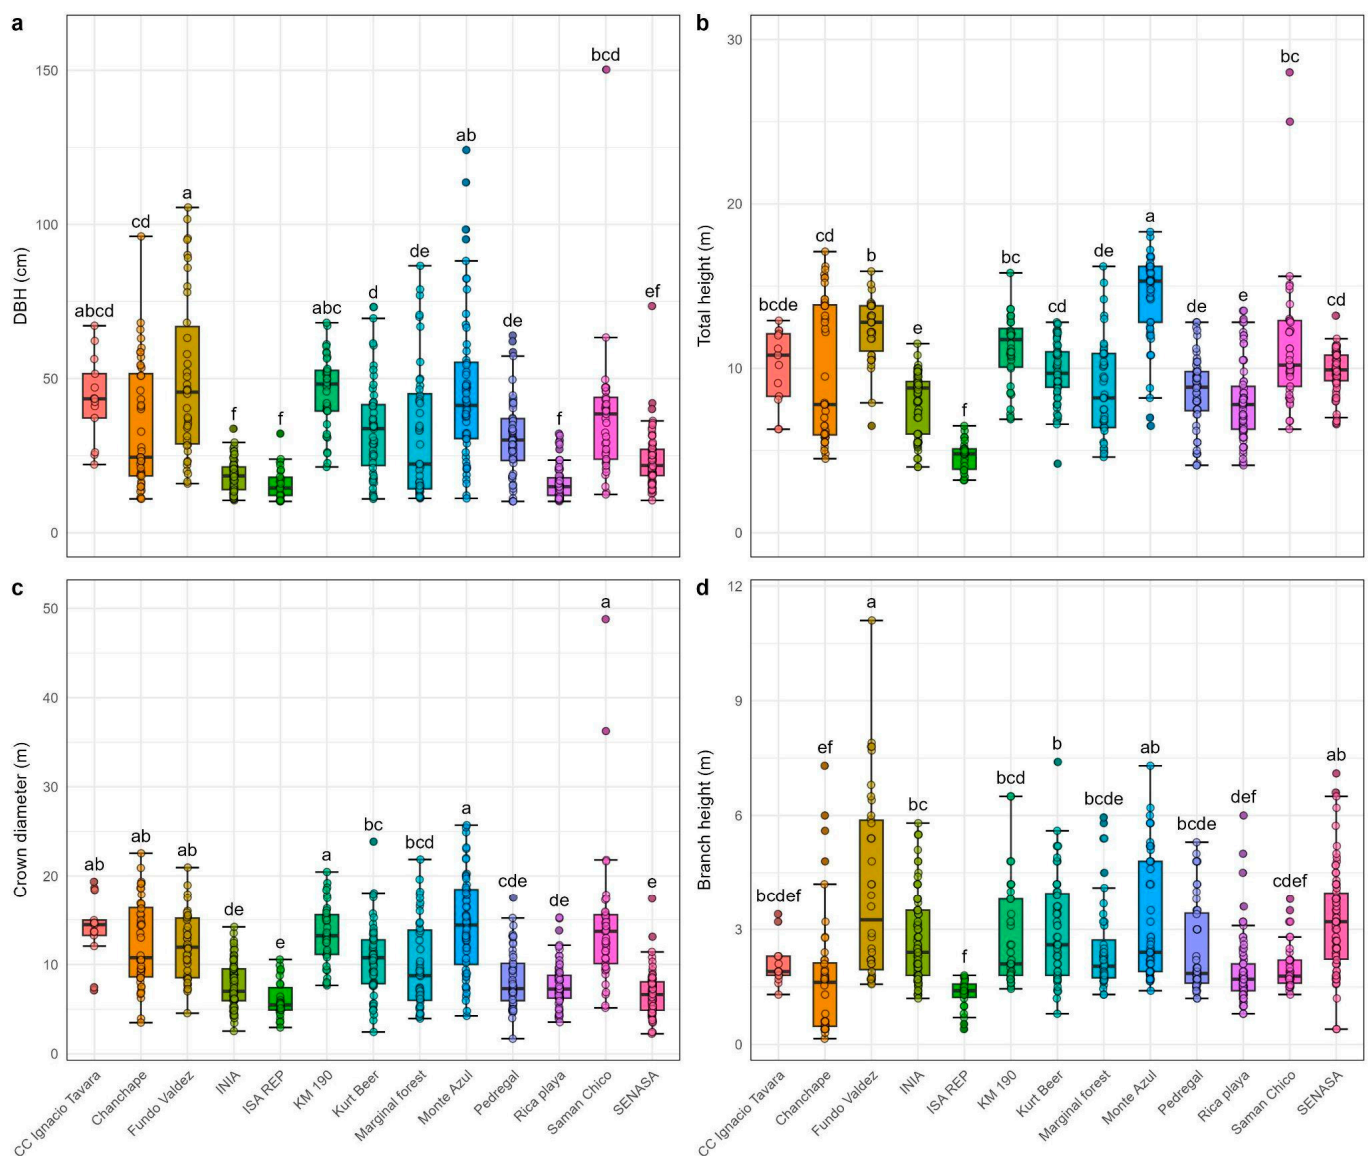 a
DBH (cm)
150
100
50
0
abcd
cd
a
f
f
abc
d
de
ab
de
f
bcd
ef
b
Total height (m)
30
20
10
0
bcde
cd
b
e
f
bc
cd
de
a
de
e
bc
cd
c
Crown diameter (m)
50
40
30
20
10
0
ab
ab
ab
de
e
a
bc
bcd
a
cde
de
a
e
CC Ignacio Tavara
Chanchape
Fundo Valdez
INIA
ISA REP
KM 190
Kurt Beer
Marginal forest
Monte Azul
Pedregal
Rica playa
Saman Chico
SENASA
d
Branch height (m)
12
9
6
3
0
bcdef
ef
a
bc
f
bcd
b
bcde
ab
bcde
def
cdef
ab
CC Ignacio Tavara
Chanchape
Fundo Valdez
INIA
ISA REP
KM 190
Kurt Beer
Marginal forest
Monte Azul
Pedregal
Rica playa
Saman Chico
SENASA